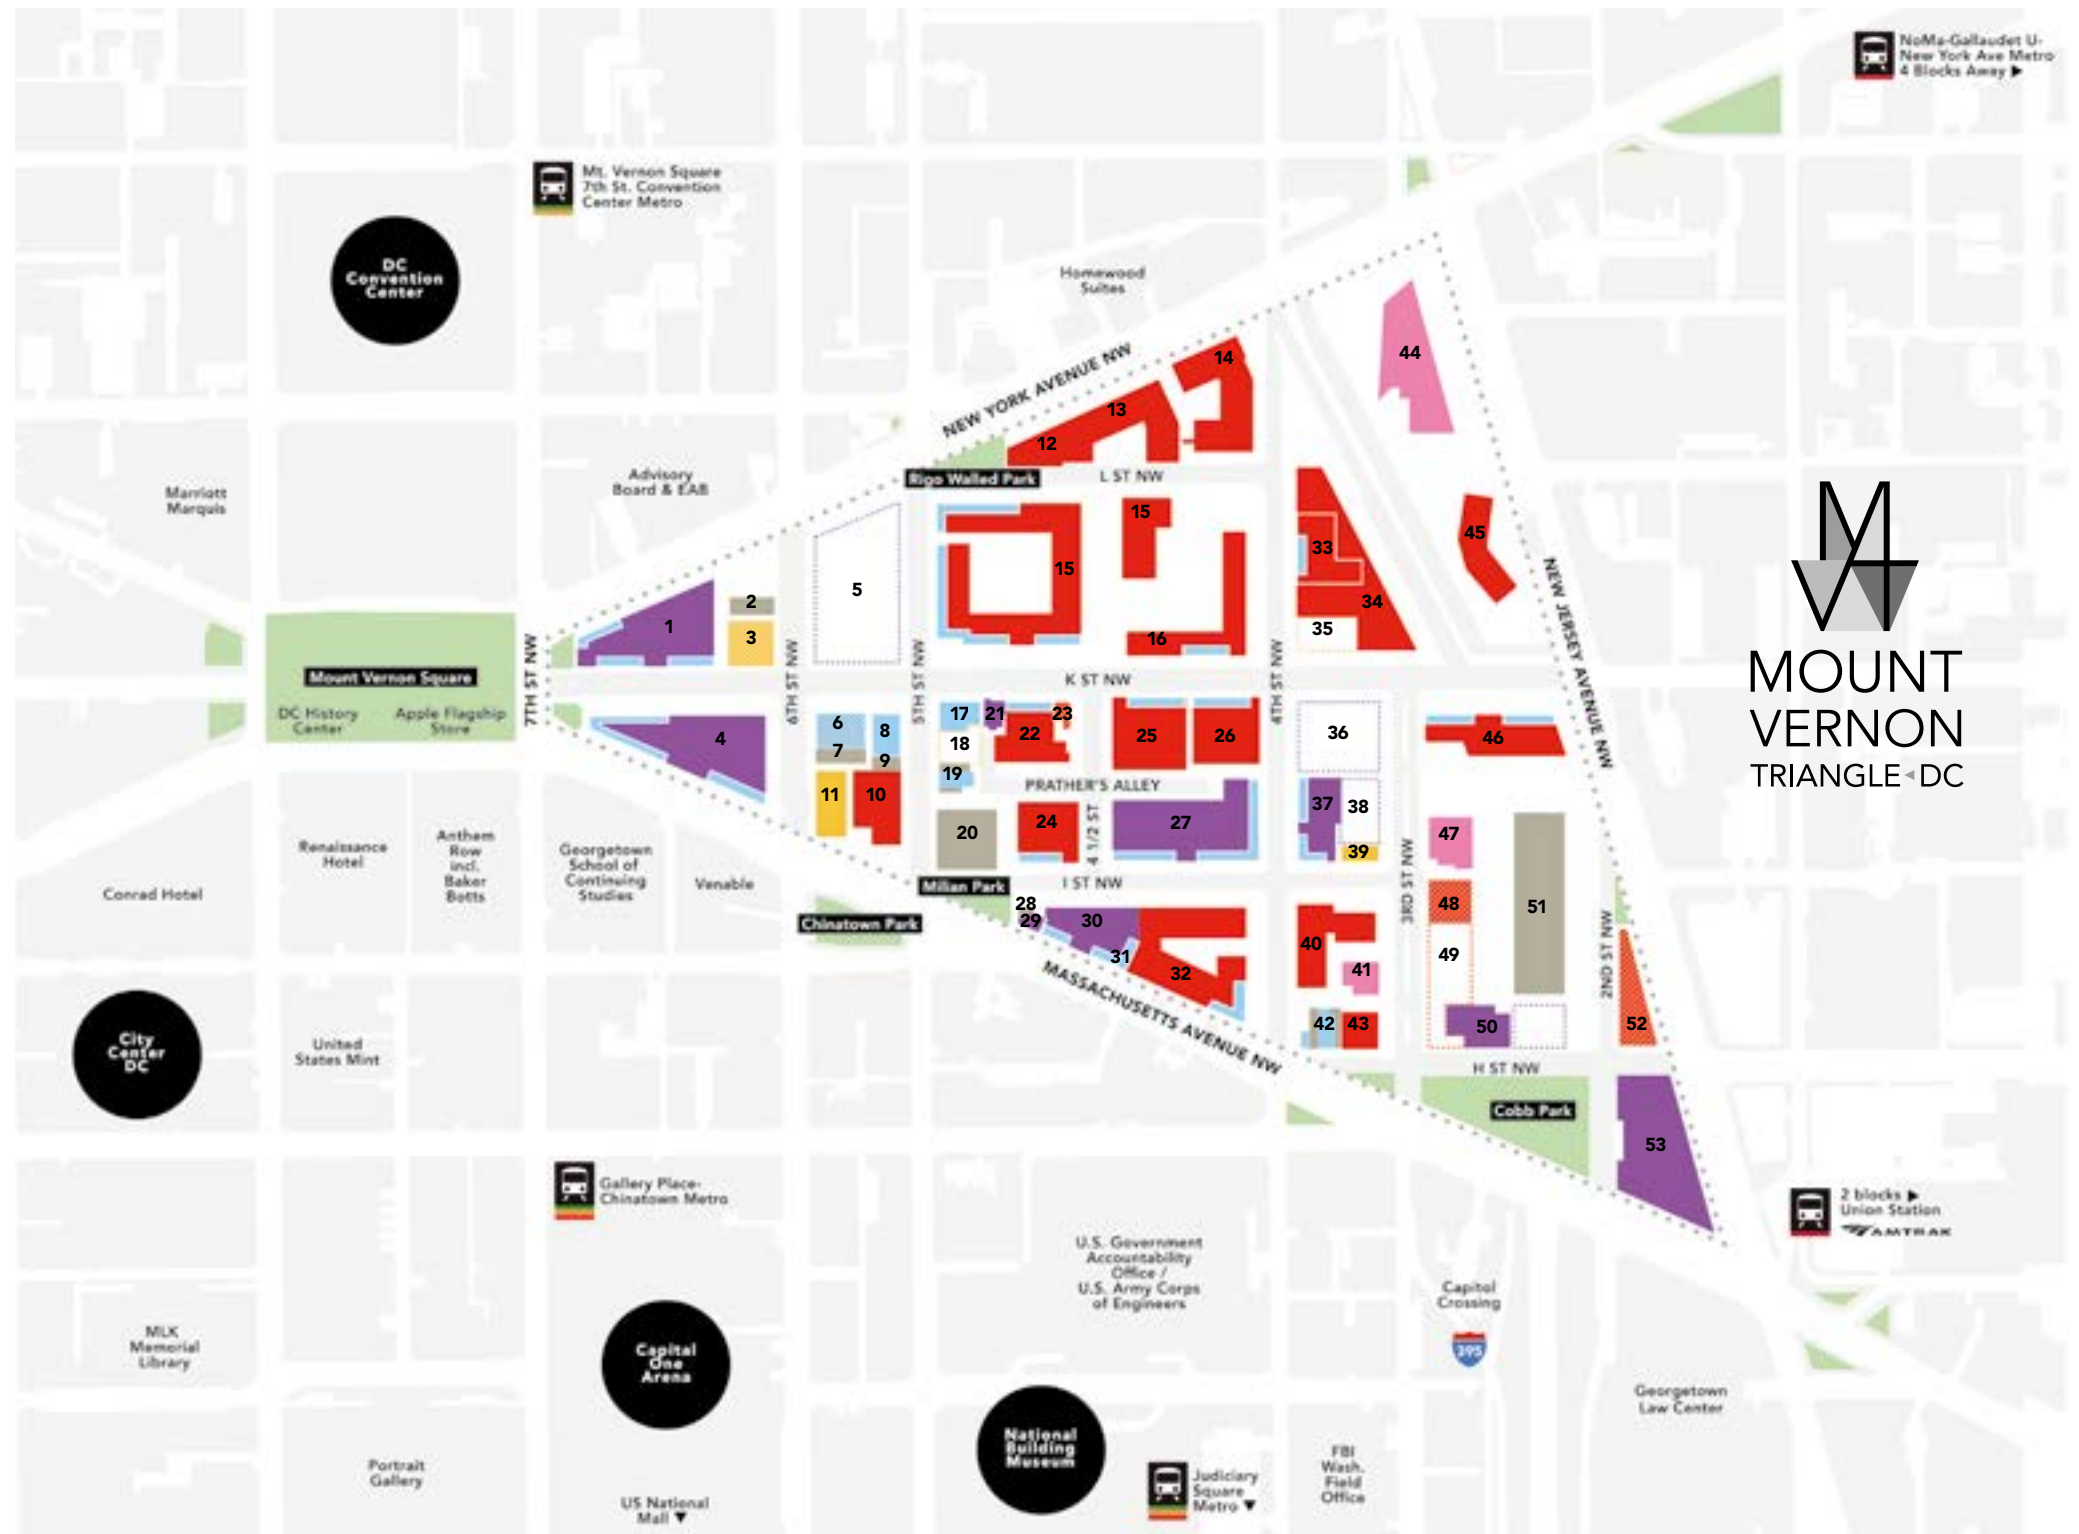 NoMa-Gallaudet U-
New York Ave Metro
4 Blocks Away ▶
Mt. Vernon Square
7th St. Convention
Center Metro
DC
Convention
Center
Homewood
Suites
NEW YORK AVENUE NW
14
13
12
44
Marriott
Marquis
Advisory
Board & EAB
Rigo Walled Park
L ST NW
15
15
16
33
34
35
45
NEW JERSEY AVENUE NW
MOUNT
VERNON
TRIANGLE ◂ DC
1
2
3
5
Mount Vernon Square
DC History
Center
Apple Flagship
Store
7TH ST NW
6TH ST NW
5TH ST NW
K ST NW
4TH ST NW
4
6
7
8
9
10
11
17
18
19
20
21
22
23
24
25
26
PRATHER'S ALLEY
27
4 1/2 ST
36
37
38
39
3RD ST NW
46
47
48
49
50
51
2ND ST NW
52
Renaissance
Hotel
Anthem
Row
incl.
Baker
Botts
Georgetown
School of
Continuing
Studies
Venable
Conrad Hotel
Milian Park
I ST NW
Chinatown Park
28
29
30
31
32
40
41
42
43
MASSACHUSETTS AVENUE NW
H ST NW
Cobb Park
53
City
Center
DC
United
States Mint
Gallery Place-
Chinatown Metro
2 blocks ▶
Union Station
AMTRAK
U.S. Government
Accountability
Office /
U.S. Army Corps
of Engineers
Capitol
Crossing
395
MLK
Memorial
Library
Capital
One
Arena
Georgetown
Law Center
National
Building
Museum
Portrait
Gallery
US National
Mall ▼
Judiciary
Square
Metro ▼
FBI
Wash.
Field
Office